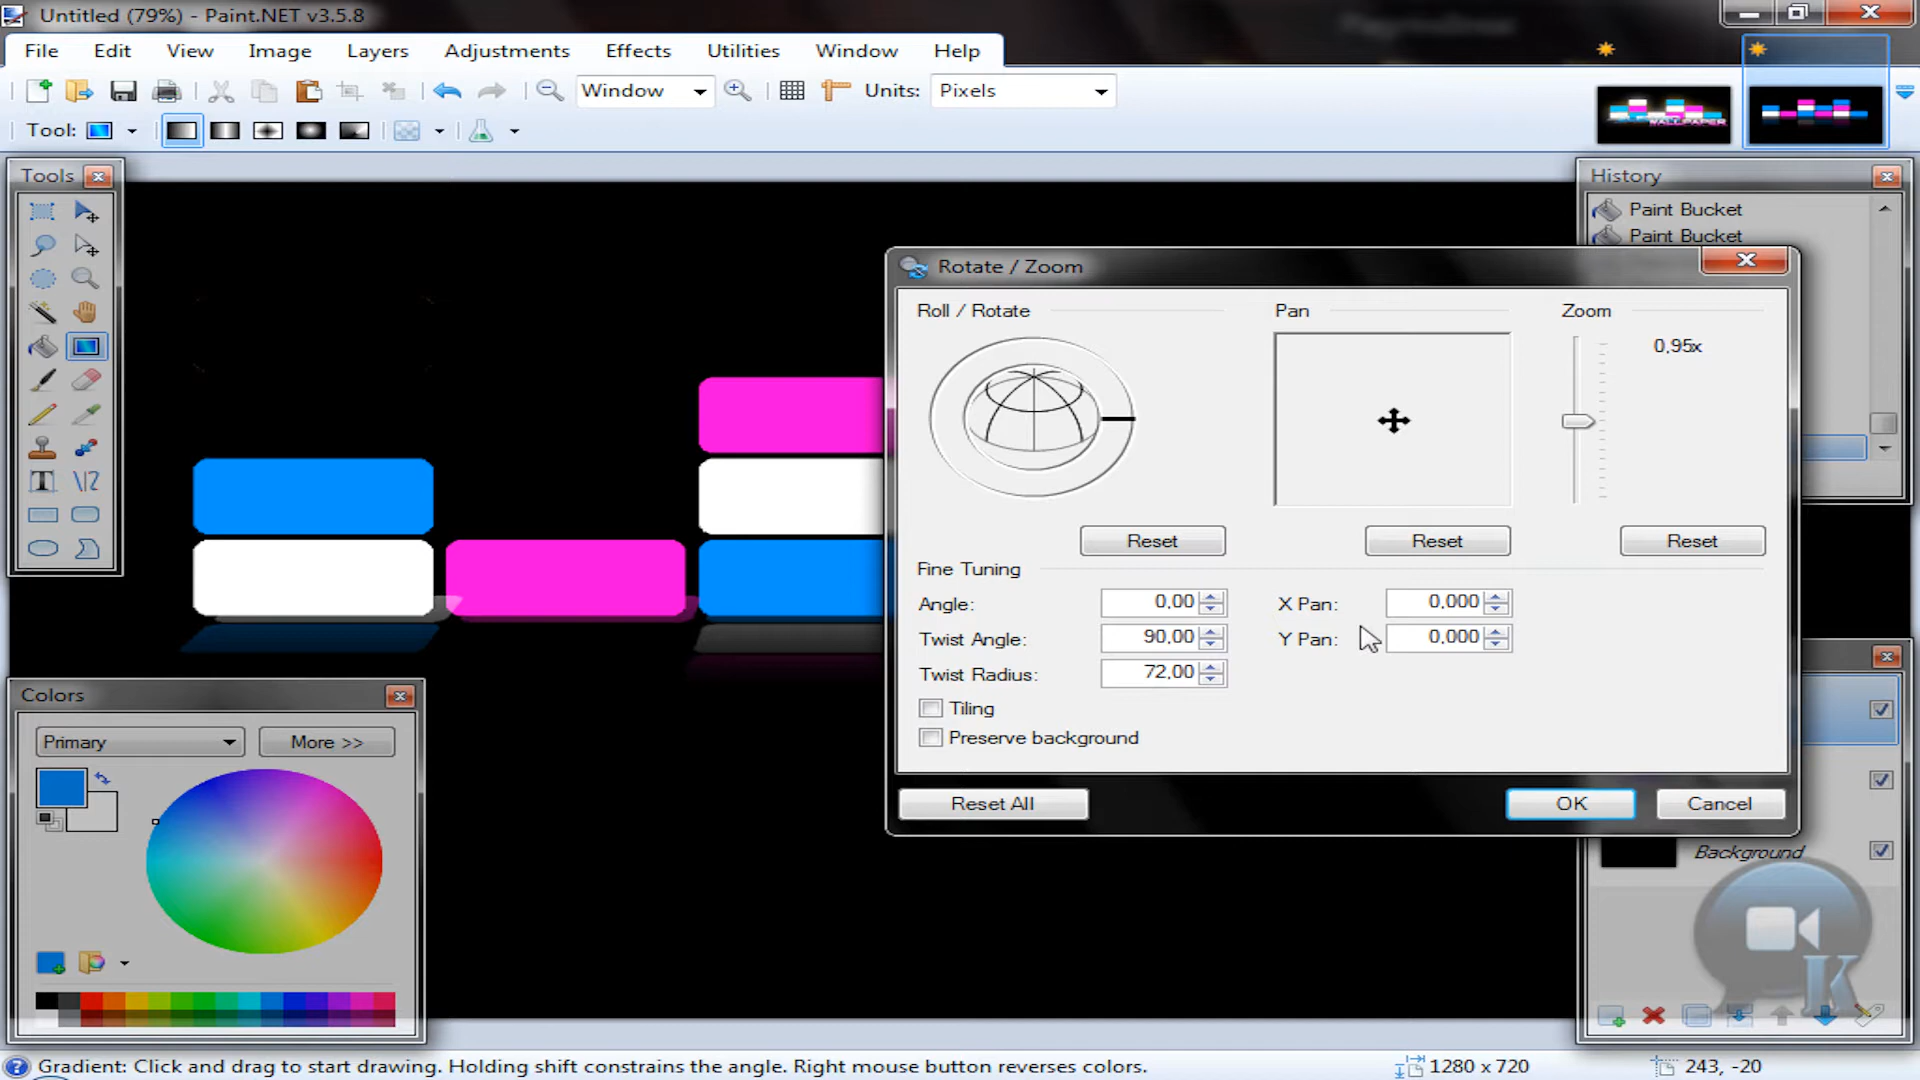 Untitled (79%) - Paint.NET v3.5.8
File Edit View Image Layers Adjustments Effects Utilities Window Help
Window Units: Pixels
Tool:
WALLPAPER
Tools
History
Paint Bucket
Paint Bucket
Rotate / Zoom
Roll / Rotate Pan Zoom
0,95x
Reset Reset Reset
Fine Tuning
Angle: 0,00 X Pan: 0,000
Twist Angle: 90,00 Y Pan: 0,000
Twist Radius: 72,00
Tiling
Preserve background
Reset All OK Cancel
Colors
Primary More >>
Background
K
Gradient: Click and drag to start drawing. Holding shift constrains the angle. Right mouse button reverses colors. 1280 x 720 243, -20